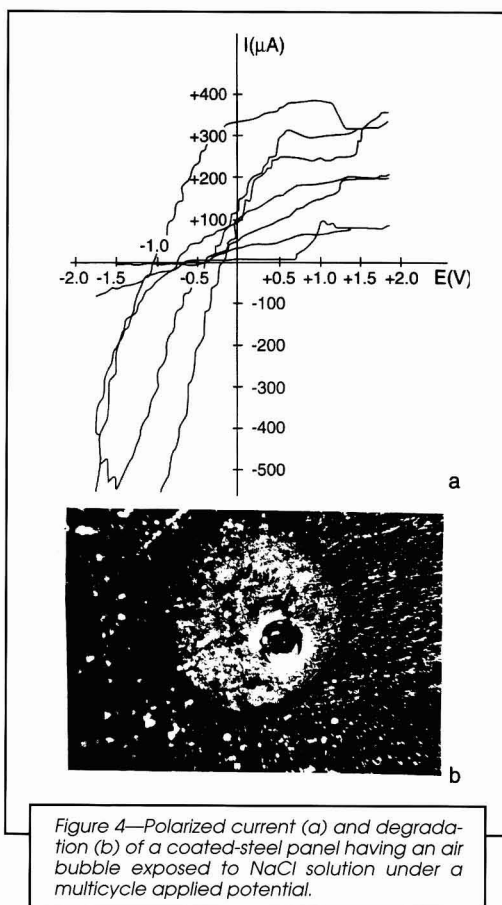 I(µA)
+400
+300
+200
+100
-1.0
-2.0 -1.5 -0.5 0 +0.5 +1.0 +1.5 +2.0 E(V)
-100
-200
-300
-400
-500
a
b
Figure 4—Polarized current (a) and degrada-
tion (b) of a coated-steel panel having an air
bubble exposed to NaCl solution under a
multicycle applied potential.